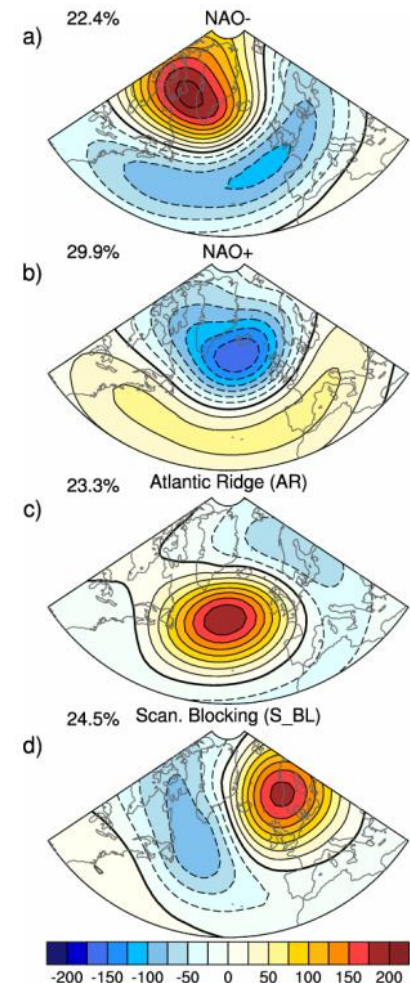 22.4% NAO-
a)
29.9% NAO+
b)
23.3% Atlantic Ridge (AR)
c)
24.5% Scan. Blocking (S_BL)
d)
-200 -150 -100 -50 0 50 100 150 200